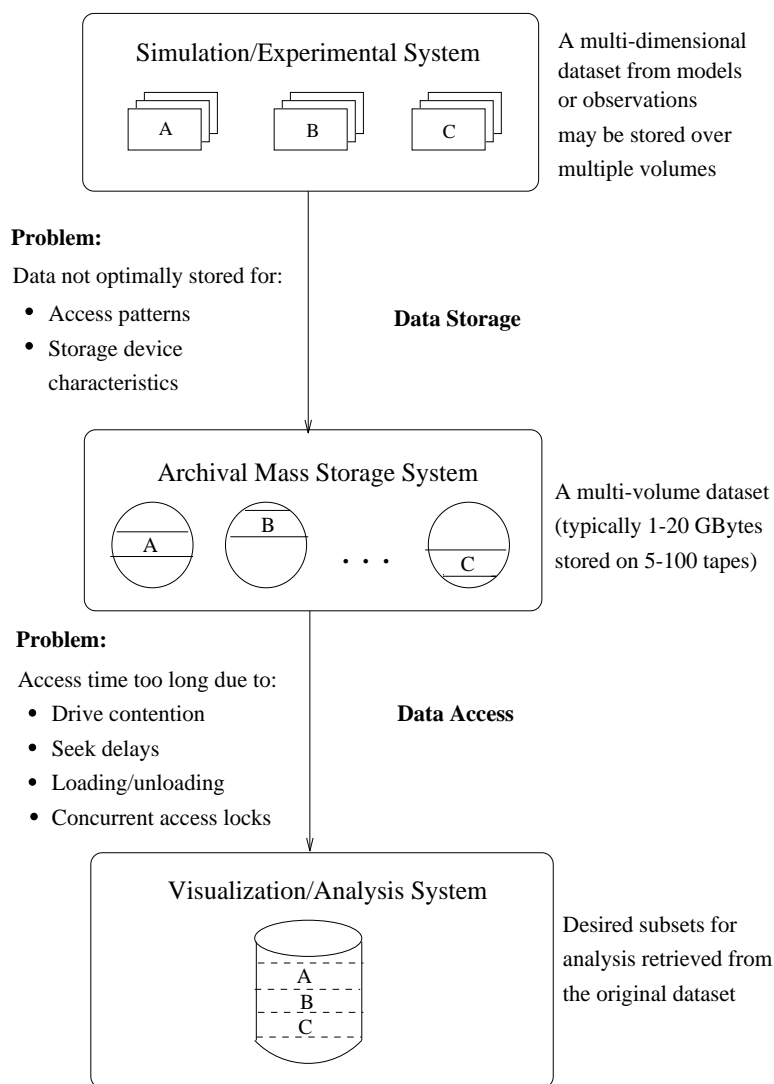 Simulation/Experimental System
A
B
C
A multi-dimensional
dataset from models
or observations
may be stored over
multiple volumes
Problem:
Data not optimally stored for:
• Access patterns
• Storage device
characteristics
Data Storage
Archival Mass Storage System
A
B
. . .
C
A multi-volume dataset
(typically 1-20 GBytes
stored on 5-100 tapes)
Problem:
Access time too long due to:
• Drive contention
• Seek delays
• Loading/unloading
• Concurrent access locks
Data Access
Visualization/Analysis System
A
B
C
Desired subsets for
analysis retrieved from
the original dataset